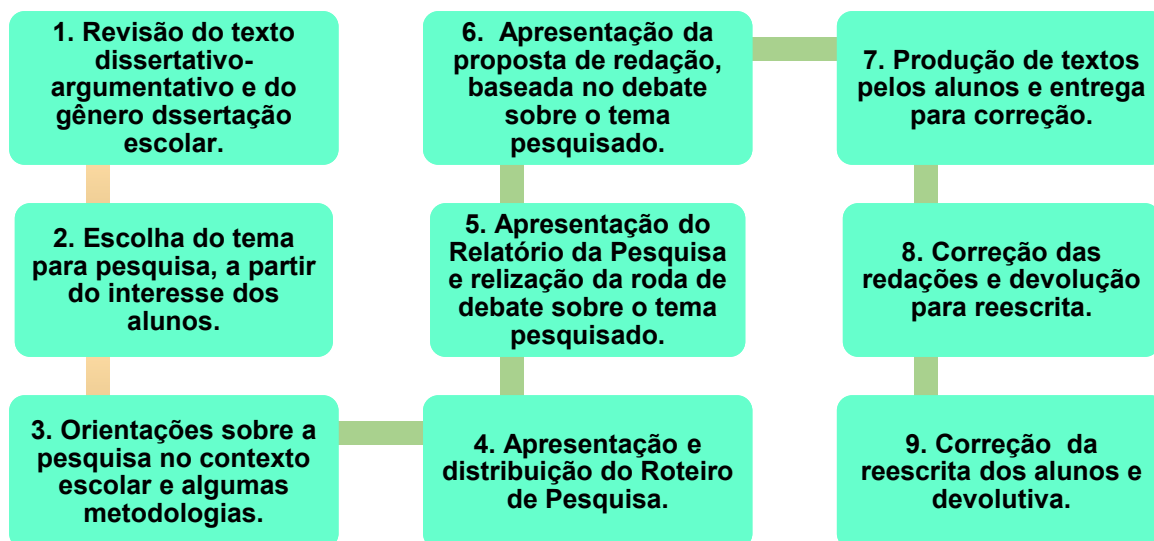 1. Revisão do texto
dissertativo-
argumentativo e do
gênero dssertação
escolar.
2. Escolha do tema
para pesquisa, a partir
do interesse dos
alunos.
3. Orientações sobre a
pesquisa no contexto
escolar e algumas
metodologias.
4. Apresentação e
distribuição do Roteiro
de Pesquisa.
5. Apresentação do
Relatório da Pesquisa
e relização da roda de
debate sobre o tema
pesquisado.
6. Apresentação da
proposta de redação,
baseada no debate
sobre o tema
pesquisado.
7. Produção de textos
pelos alunos e entrega
para correção.
8. Correção das
redações e devolução
para reescrita.
9. Correção da
reescrita dos alunos e
devolutiva.